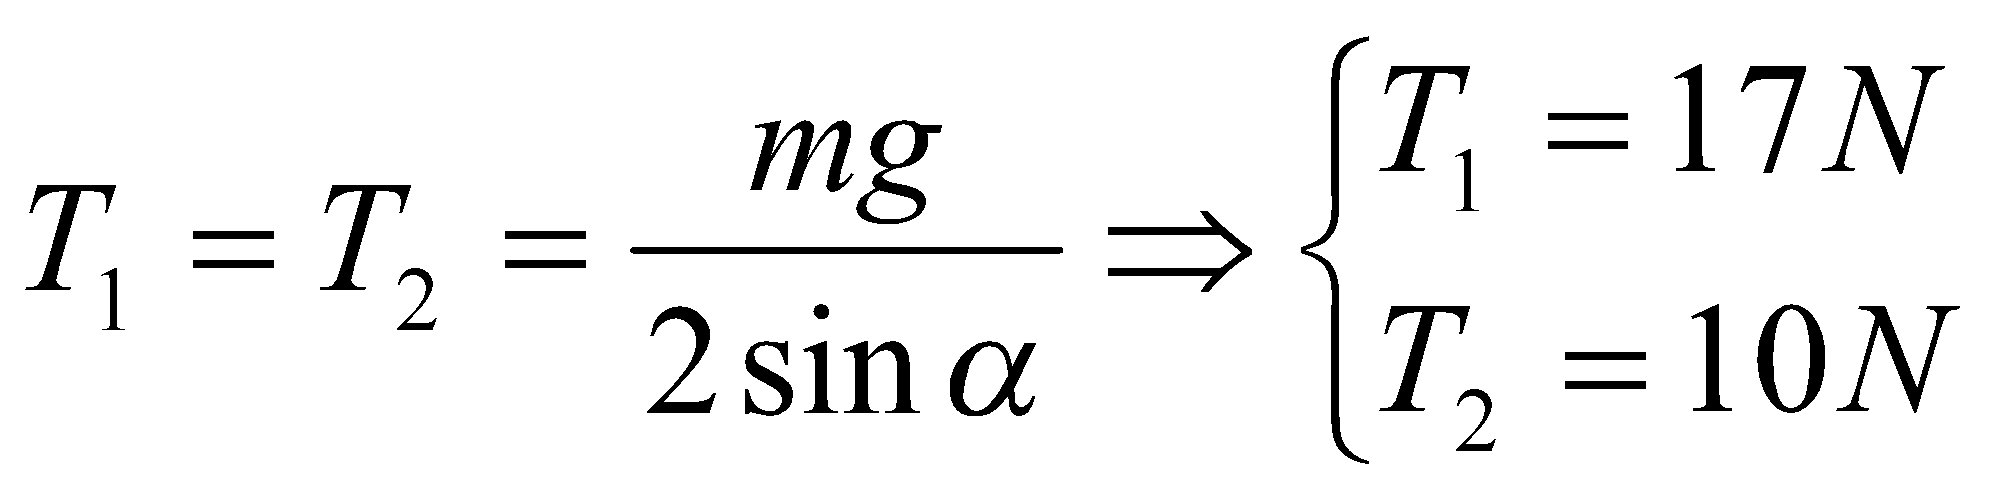 T₁ = T₂ = mg / 2 sin α ⇒ { T₁ = 17N
T₂ = 10N